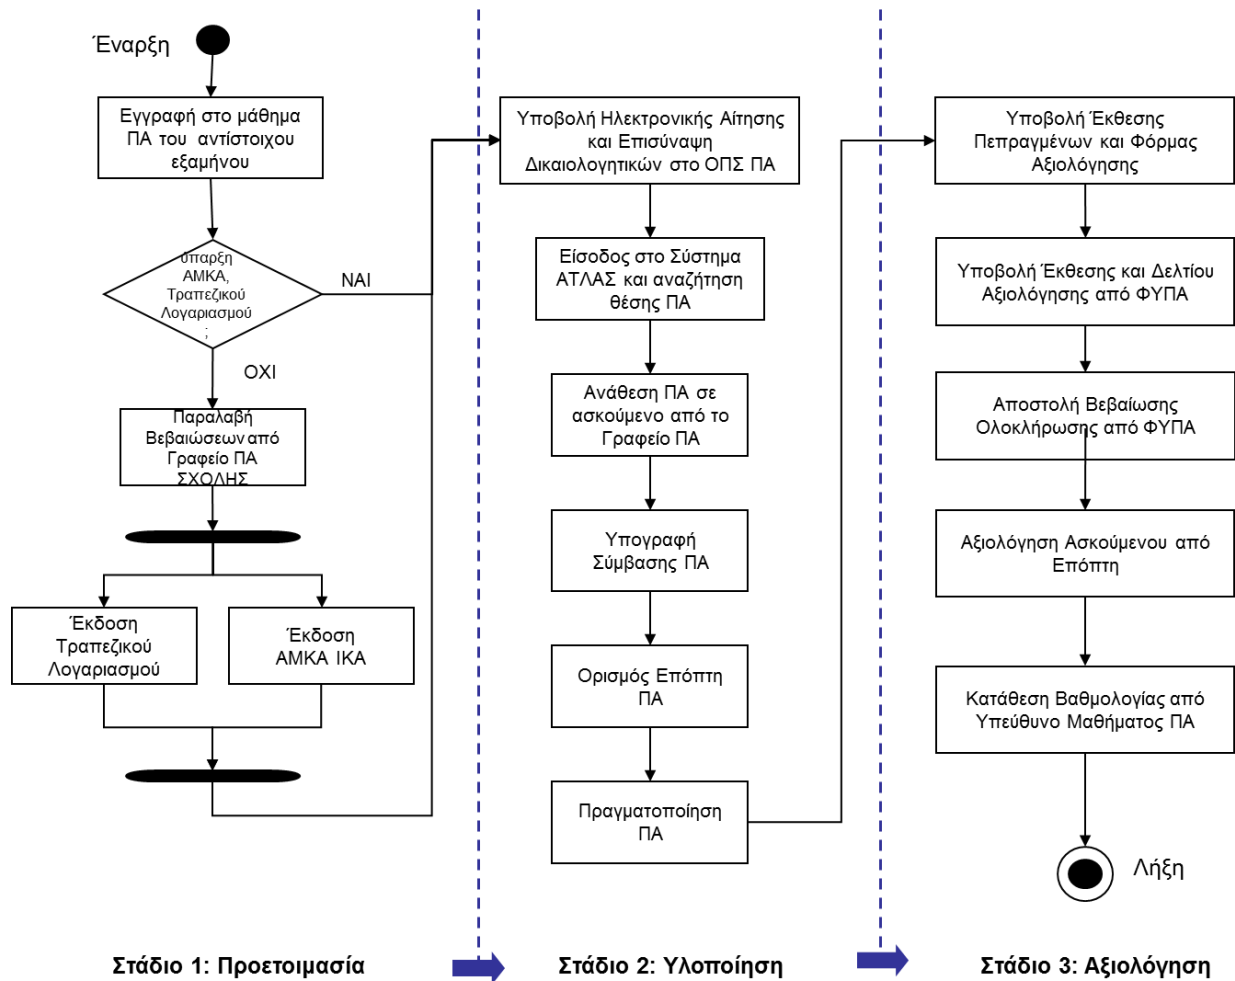 Έναρξη
Εγγραφή στο μάθημα
ΠΑ του αντίστοιχου
εξαμήνου
ύπαρξη
ΑΜΚΑ,
Τραπεζικού
Λογαριασμού
;
ΝΑΙ
ΟΧΙ
Παραλαβή
Βεβαιώσεων από
Γραφείο ΠΑ
ΣΧΟΛΗΣ
Έκδοση
Τραπεζικού
Λογαριασμού
Έκδοση
ΑΜΚΑ ΙΚΑ
Υποβολή Ηλεκτρονικής Αίτησης
και Επισύναψη
Δικαιολογητικών στο ΟΠΣ ΠΑ
Είσοδος στο Σύστημα
ΑΤΛΑΣ και αναζήτηση
θέσης ΠΑ
Ανάθεση ΠΑ σε
ασκούμενο από το
Γραφείο ΠΑ
Υπογραφή
Σύμβασης ΠΑ
Ορισμός Επόπτη
ΠΑ
Πραγματοποίηση
ΠΑ
Υποβολή Έκθεσης
Πεπραγμένων και Φόρμας
Αξιολόγησης
Υποβολή Έκθεσης και Δελτίου
Αξιολόγησης από ΦΥΠΑ
Αποστολή Βεβαίωσης
Ολοκλήρωσης από ΦΥΠΑ
Αξιολόγηση Ασκούμενου από
Επόπτη
Κατάθεση Βαθμολογίας από
Υπεύθυνο Μαθήματος ΠΑ
Λήξη
Στάδιο 1: Προετοιμασία
Στάδιο 2: Υλοποίηση
Στάδιο 3: Αξιολόγηση